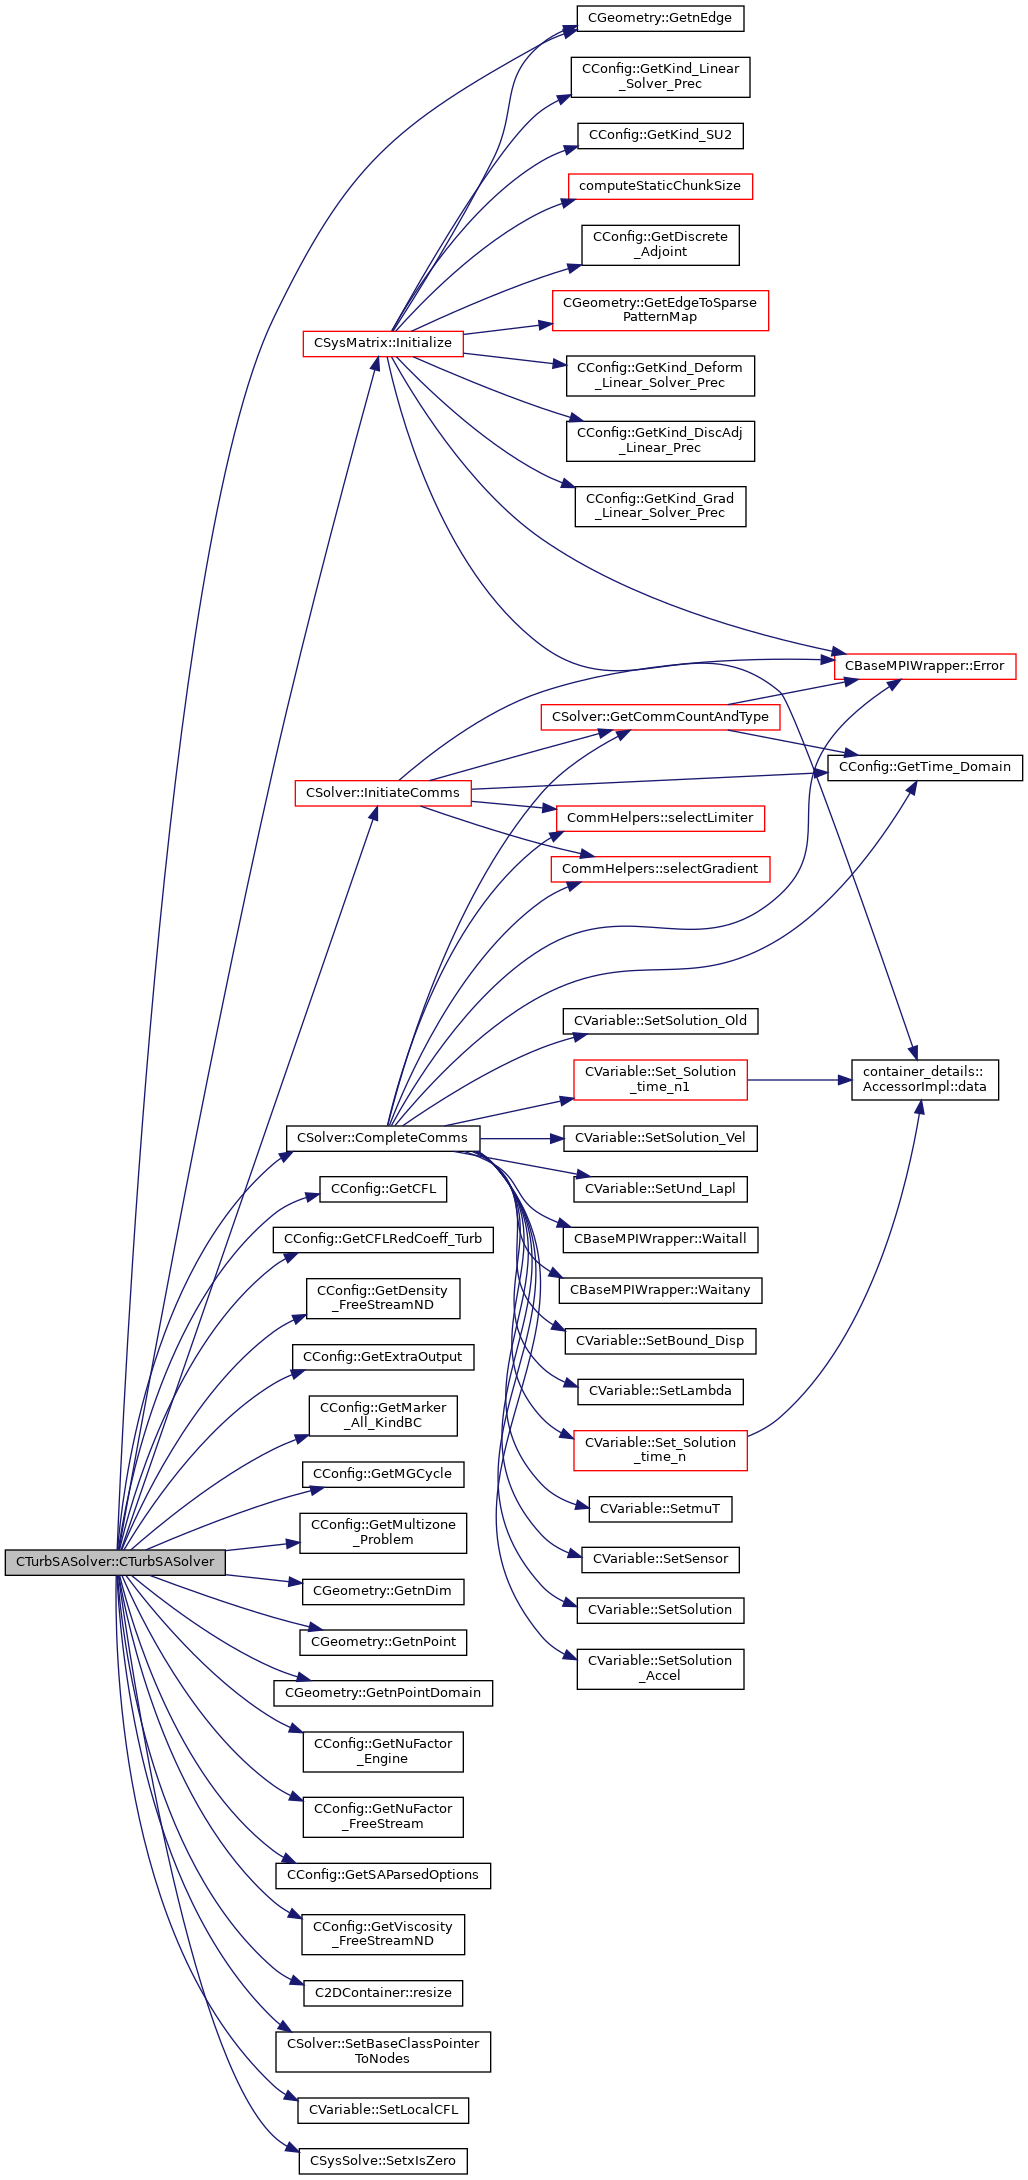 CGeometry::GetnEdge
CConfig::GetKind_Linear
_Solver_Prec
CConfig::GetKind_SU2
computeStaticChunkSize
CConfig::GetDiscrete
_Adjoint
CGeometry::GetEdgeToSparse
PatternMap
CSysMatrix::Initialize
CConfig::GetKind_Deform
_Linear_Solver_Prec
CConfig::GetKind_DiscAdj
_Linear_Prec
CConfig::GetKind_Grad
_Linear_Solver_Prec
CBaseMPIWrapper::Error
CSolver::GetCommCountAndType
CConfig::GetTime_Domain
CSolver::InitiateComms
CommHelpers::selectLimiter
CommHelpers::selectGradient
CVariable::SetSolution_Old
CVariable::Set_Solution
_time_n1
container_details::
AccessorImpl::data
CSolver::CompleteComms
CVariable::SetSolution_Vel
CConfig::GetCFL
CVariable::SetUnd_Lapl
CConfig::GetCFLRedCoeff_Turb
CBaseMPIWrapper::Waitall
CConfig::GetDensity
_FreeStreamND
CBaseMPIWrapper::Waitany
CVariable::SetBound_Disp
CConfig::GetExtraOutput
CVariable::SetLambda
CConfig::GetMarker
_All_KindBC
CVariable::Set_Solution
_time_n
CConfig::GetMGCycle
CVariable::SetmuT
CConfig::GetMultizone
_Problem
CVariable::SetSensor
CTurbSASolver::CTurbSASolver
CGeometry::GetnDim
CVariable::SetSolution
CGeometry::GetnPoint
CVariable::SetSolution
_Accel
CGeometry::GetnPointDomain
CConfig::GetNuFactor
_Engine
CConfig::GetNuFactor
_FreeStream
CConfig::GetSAParsedOptions
CConfig::GetViscosity
_FreeStreamND
C2DContainer::resize
CSolver::SetBaseClassPointer
ToNodes
CVariable::SetLocalCFL
CSysSolve::SetxIsZero